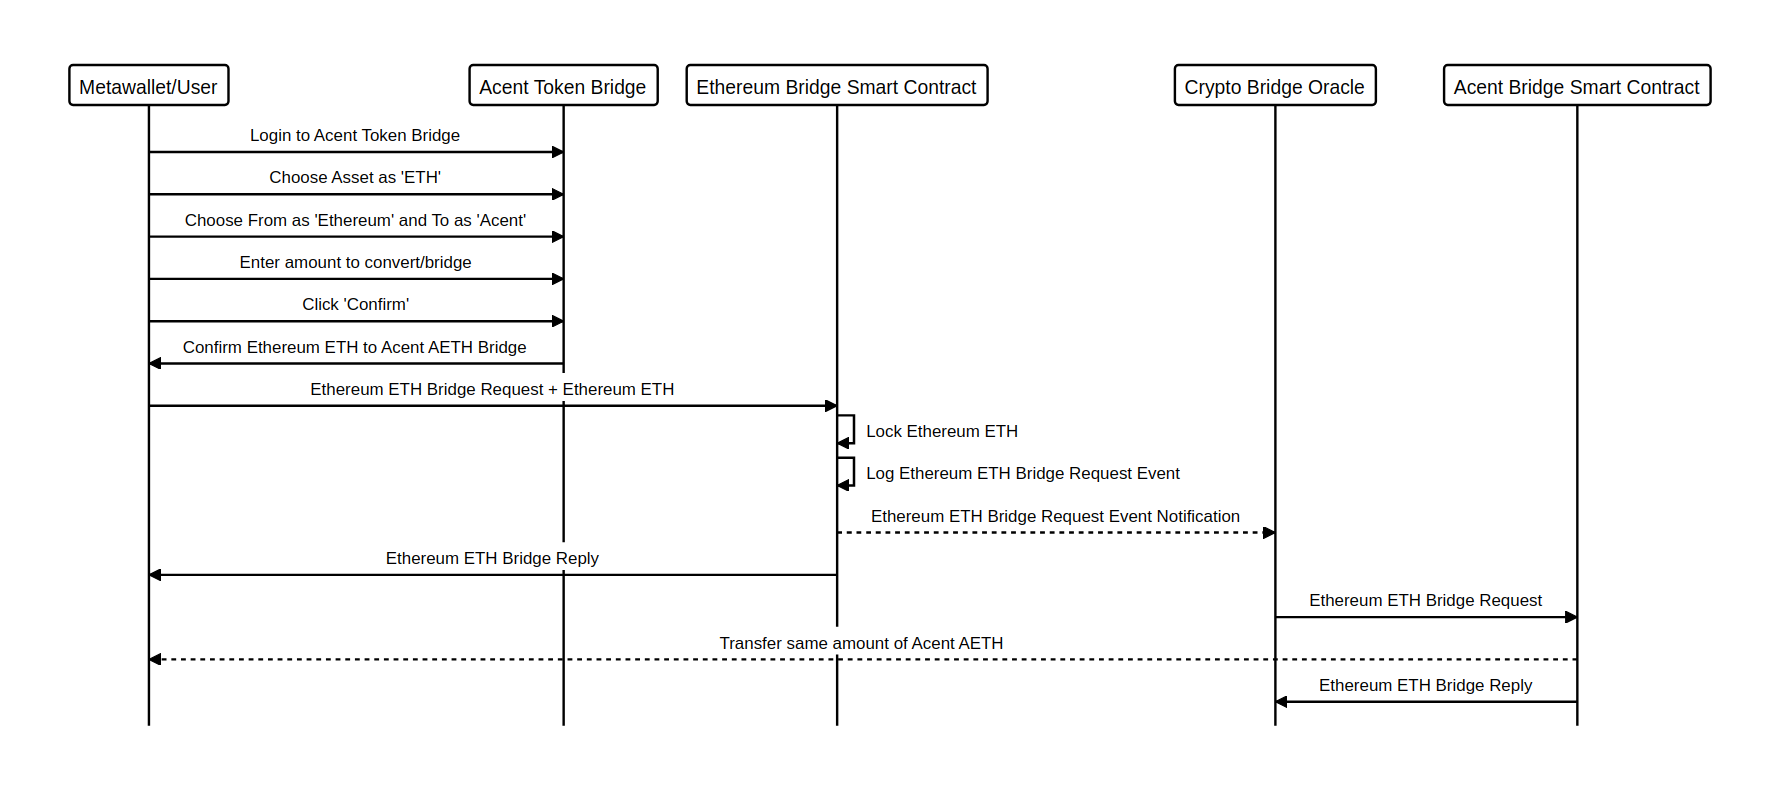 Metawallet/User
Acent Token Bridge
Ethereum Bridge Smart Contract
Crypto Bridge Oracle
Acent Bridge Smart Contract
Login to Acent Token Bridge
Choose Asset as 'ETH'
Choose From as 'Ethereum' and To as 'Acent'
Enter amount to convert/bridge
Click 'Confirm'
Confirm Ethereum ETH to Acent AETH Bridge
Ethereum ETH Bridge Request + Ethereum ETH
Lock Ethereum ETH
Log Ethereum ETH Bridge Request Event
Ethereum ETH Bridge Request Event Notification
Ethereum ETH Bridge Reply
Ethereum ETH Bridge Request
Transfer same amount of Acent AETH
Ethereum ETH Bridge Reply